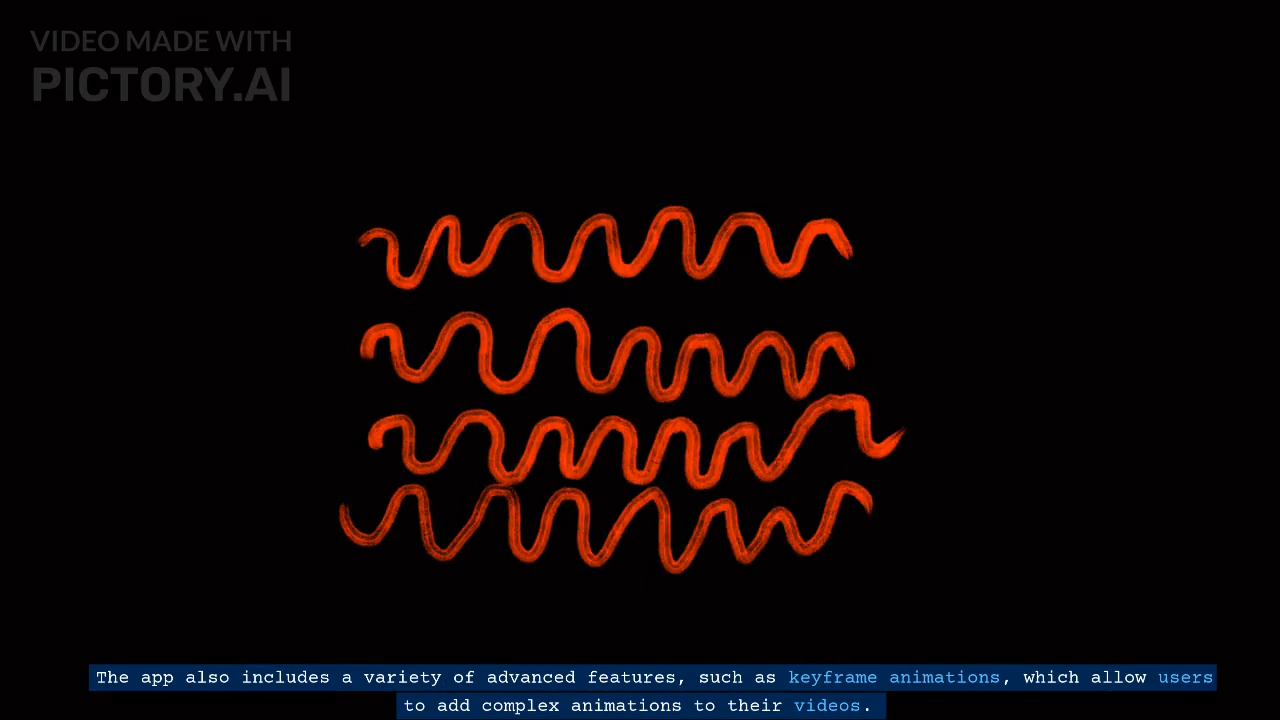 VIDEO MADE WITH
PICTORY.AI
The app also includes a variety of advanced features, such as keyframe animations, which allow users
to add complex animations to their videos.